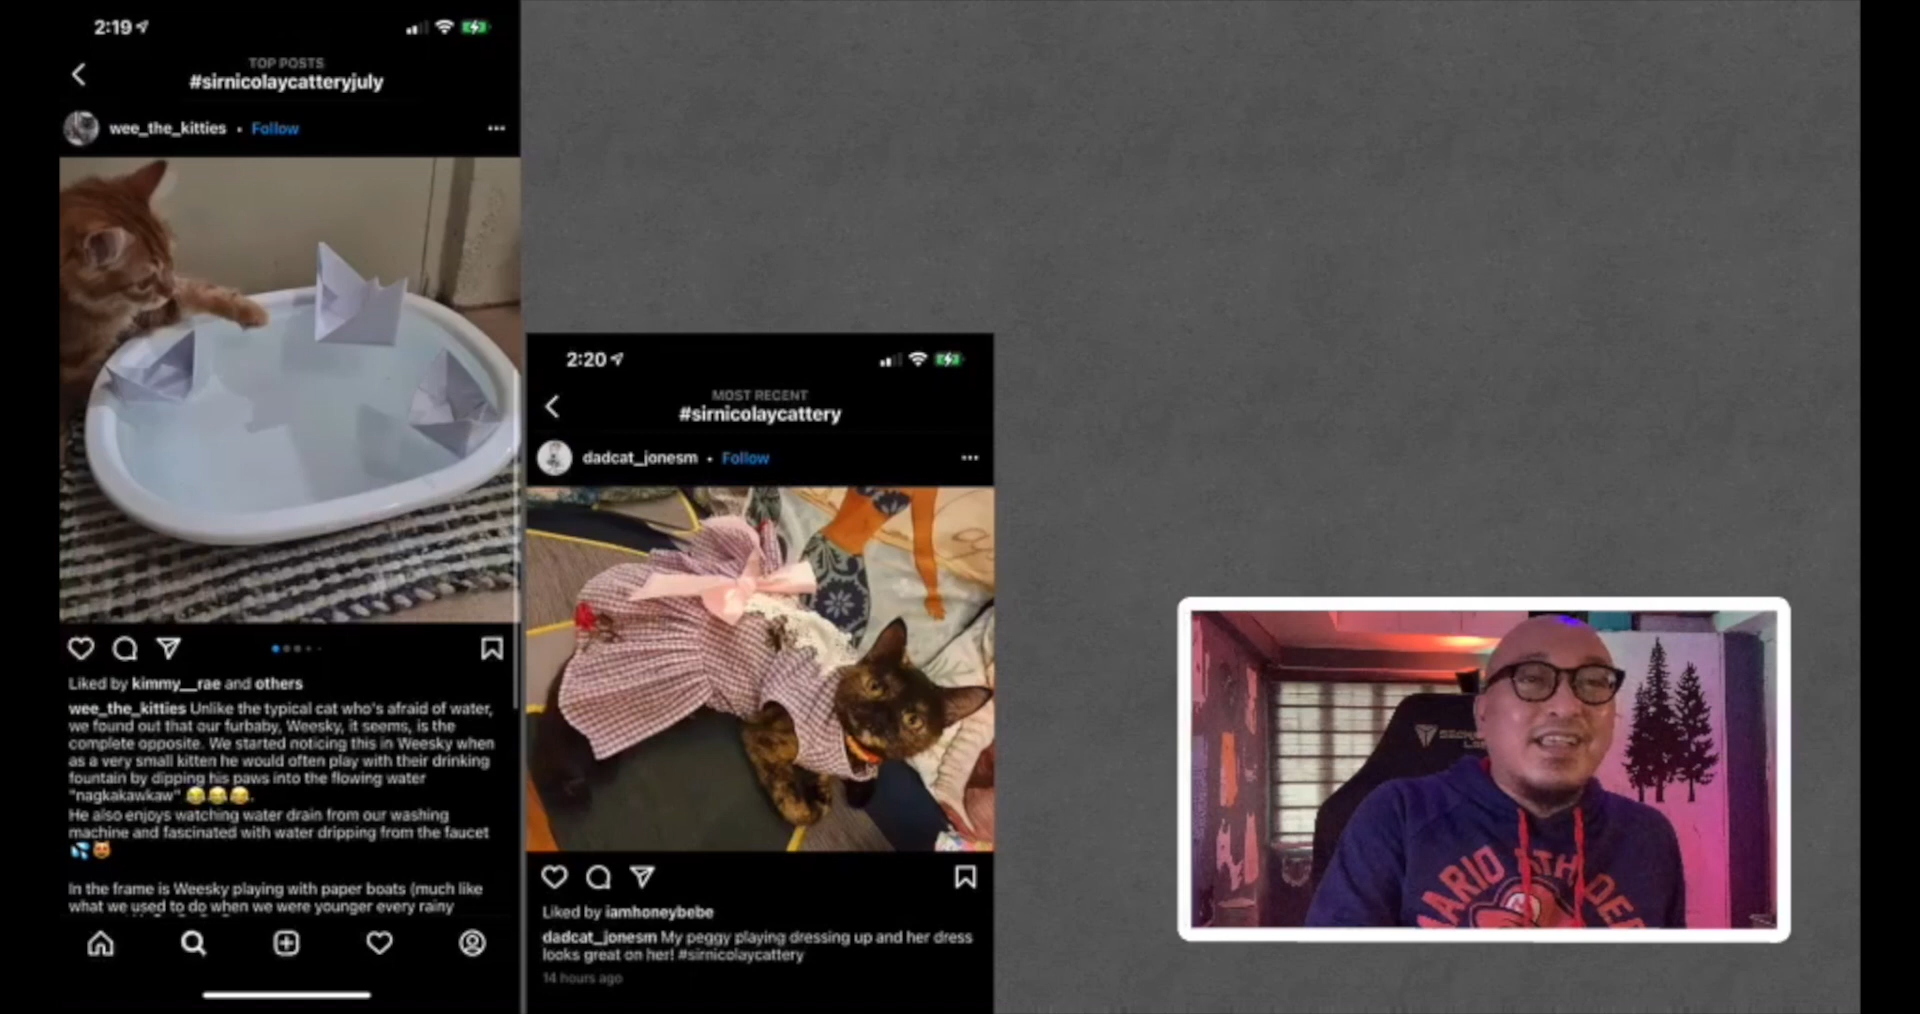 2:19
TOP POSTS
#sirnicolaycatteryjuly
wee_the_kitties • Follow
Liked by kimmy__rae and others
wee_the_kitties Unlike the typical cat who's afraid of water,
we found out that our furbaby, Weesky, it seems, is the
complete opposite. We started noticing this in Weesky when
as a very small kitten he would often play with their drinking
fountain by dipping his paws into the flowing water
"nagkakawkaw" 😂😂😂.
He also enjoys watching water drain from our washing
machine and fascinated with water dripping from the faucet
💦😻
In the frame is Weesky playing with paper boats (much like
what we used to do when we were younger every rainy
2:20
MOST RECENT
#sirnicolaycattery
dadcat_jonesm • Follow
Liked by iamhoneybebe
dadcat_jonesm My peggy playing dressing up and her dress
looks great on her! #sirnicolaycattery
14 hours ago
MARIO